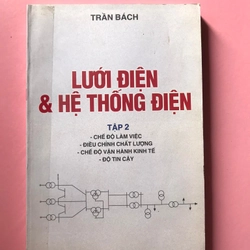 TRẦN BÁCH
LƯỚI ĐIỆN
& HỆ THỐNG ĐIỆN
TẬP 2
- CHẾ ĐỘ LÀM VIỆC
- ĐIỀU CHỈNH CHẤT LƯỢNG
- CHẾ ĐỘ VẬN HÀNH KINH TẾ
- ĐỘ TIN CẬY